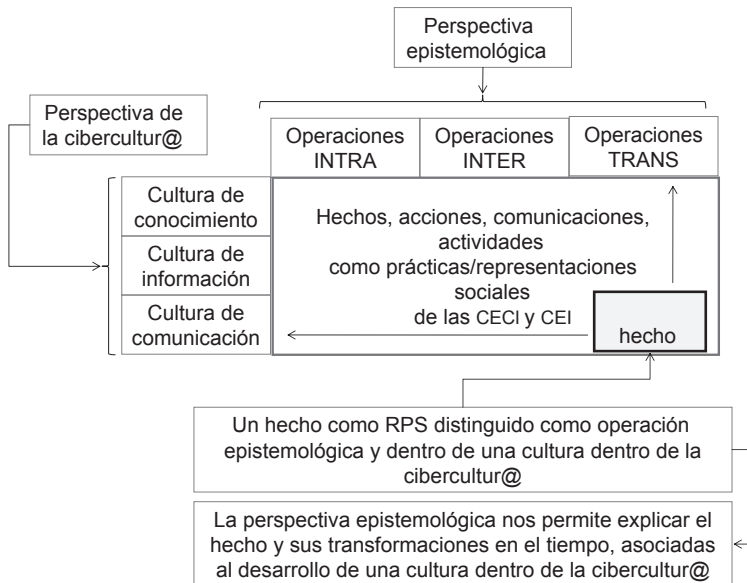 Perspectiva
epistemológica
Perspectiva de
la cibercultur@
Operaciones
INTRA
Operaciones
INTER
Operaciones
TRANS
Cultura de
conocimiento
Cultura de
información
Cultura de
comunicación
Hechos, acciones, comunicaciones,
actividades
como prácticas/representaciones
sociales
de las CECI y CEI
hecho
Un hecho como RPS distinguido como operación
epistemológica y dentro de una cultura dentro de la
cibercultur@
La perspectiva epistemológica nos permite explicar el
hecho y sus transformaciones en el tiempo, asociadas
al desarrollo de una cultura dentro de la cibercultur@